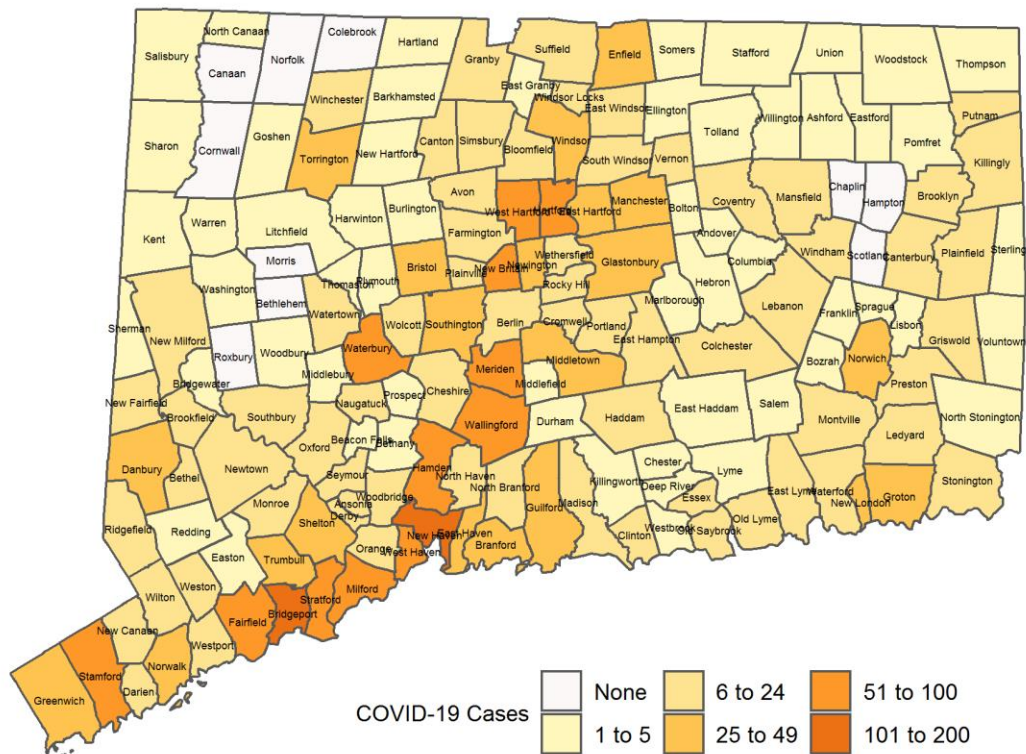 Colebrook
North Canaan
Hartland
Suffield
Enfield
Somers
Stafford
Union
Woodstock
Thompson
Salisbury
Norfolk
Granby
Canaan
East Granby
Windsor Locks
Winchester
Barkhamsted
East Windsor
Ellington
Willington
Ashford
Eastford
Putnam
Sharon
Cornwall
Goshen
Torrington
New Hartford
Canton
Simsbury
Bloomfield
Windsor
South Windsor
Vernon
Tolland
Pomfret
Killingly
Avon
West Hartford
Hartford
East Hartford
Manchester
Bolton
Coventry
Mansfield
Chaplin
Hampton
Brooklyn
Kent
Warren
Litchfield
Harwinton
Burlington
Farmington
Andover
Morris
Wethersfield
Newington
Glastonbury
Columbia
Windham
Scotland
Canterbury
Plainfield
Sterling
Washington
Bethlehem
Thomaston
Plymouth
Bristol
Plainville
New Britain
Rocky Hill
Marlborough
Hebron
Lebanon
Franklin
Sprague
Lisbon
Sherman
New Milford
Roxbury
Woodbury
Watertown
Wolcott
Southington
Berlin
Cromwell
Portland
East Hampton
Colchester
Griswold
Voluntown
Bridgewater
Middlebury
Waterbury
Meriden
Middletown
Bozrah
Norwich
Preston
New Fairfield
Brookfield
Southbury
Naugatuck
Prospect
Cheshire
Middlefield
Wallingford
Durham
Haddam
East Haddam
Salem
Montville
North Stonington
Danbury
Bethel
Newtown
Oxford
Beacon Falls
Bethany
Hamden
Ledyard
Seymour
Woodbridge
North Haven
North Branford
Killingworth
Chester
Deep River
Lyme
Ridgefield
Redding
Monroe
Ansonia
Derby
Shelton
Guilford
Madison
Essex
East Lyme
Waterford
New London
Groton
Stonington
Easton
Trumbull
Orange
New Haven
East Haven
West Haven
Branford
Clinton
Westbrook
Old Saybrook
Old Lyme
Wilton
Weston
Fairfield
Bridgeport
Stratford
Milford
New Canaan
Westport
Stamford
Norwalk
Darien
Greenwich
COVID-19 Cases
None
6 to 24
51 to 100
1 to 5
25 to 49
101 to 200